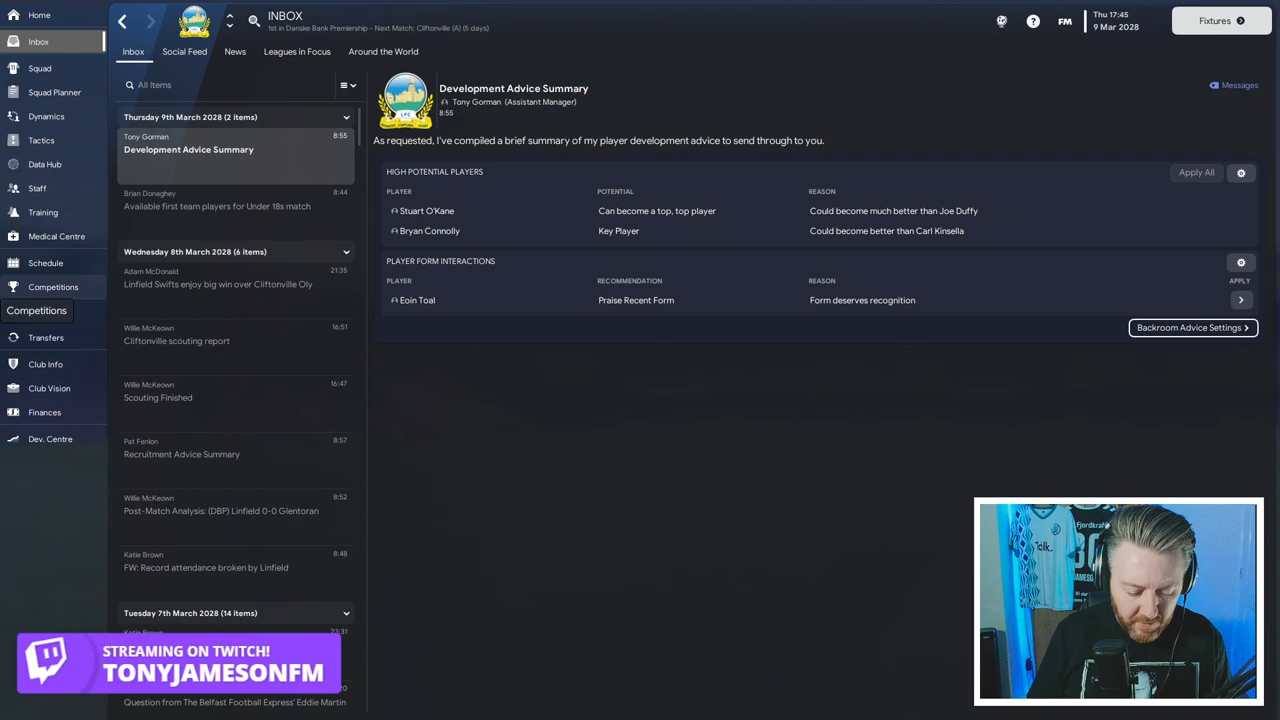 Home
Inbox
Squad
Squad Planner
Dynamics
Tactics
Data Hub
Staff
Training
Medical Centre
Schedule
Competitions
Competitions
Transfers
Club Info
Club Vision
Finances
Dev. Centre
INBOX
1st in Danske Bank Premiership - Next Match: Cliftonville (A) (5 days)
FM
Thu 17:45
9 Mar 2028
Fixtures
Inbox
Social Feed
News
Leagues in Focus
Around the World
All Items
Thursday 9th March 2028 (2 items)
Tony Gorman
8:55
Development Advice Summary
Brian Donaghey
8:44
Available first team players for Under 18s match
Wednesday 8th March 2028 (6 items)
Adam McDonald
21:35
Linfield Swifts enjoy big win over Cliftonville Oly
Willie McKeown
16:51
Cliftonville scouting report
Willie McKeown
16:47
Scouting Finished
Pat Fenlon
8:57
Recruitment Advice Summary
Willie McKeown
8:52
Post-Match Analysis: (DBP) Linfield 0-0 Glentoran
Katie Brown
8:48
FW: Record attendance broken by Linfield
Tuesday 7th March 2028 (14 items)
Katie Brown
23:31
Question from The Belfast Football Express' Eddie Martin
LFC
Development Advice Summary
Tony Gorman (Assistant Manager)
8:55
Messages
As requested, I've compiled a brief summary of my player development advice to send through to you.
HIGH POTENTIAL PLAYERS
Apply All
PLAYER POTENTIAL REASON
Stuart O'Kane Can become a top, top player Could become much better than Joe Duffy
Bryan Connolly Key Player Could become better than Carl Kinsella
PLAYER FORM INTERACTIONS
PLAYER RECOMMENDATION REASON APPLY
Eoin Toal Praise Recent Form Form deserves recognition
Backroom Advice Settings
STREAMING ON TWITCH!
TONYJAMESONFM
Fjordkraft
Talk.
JAMESON